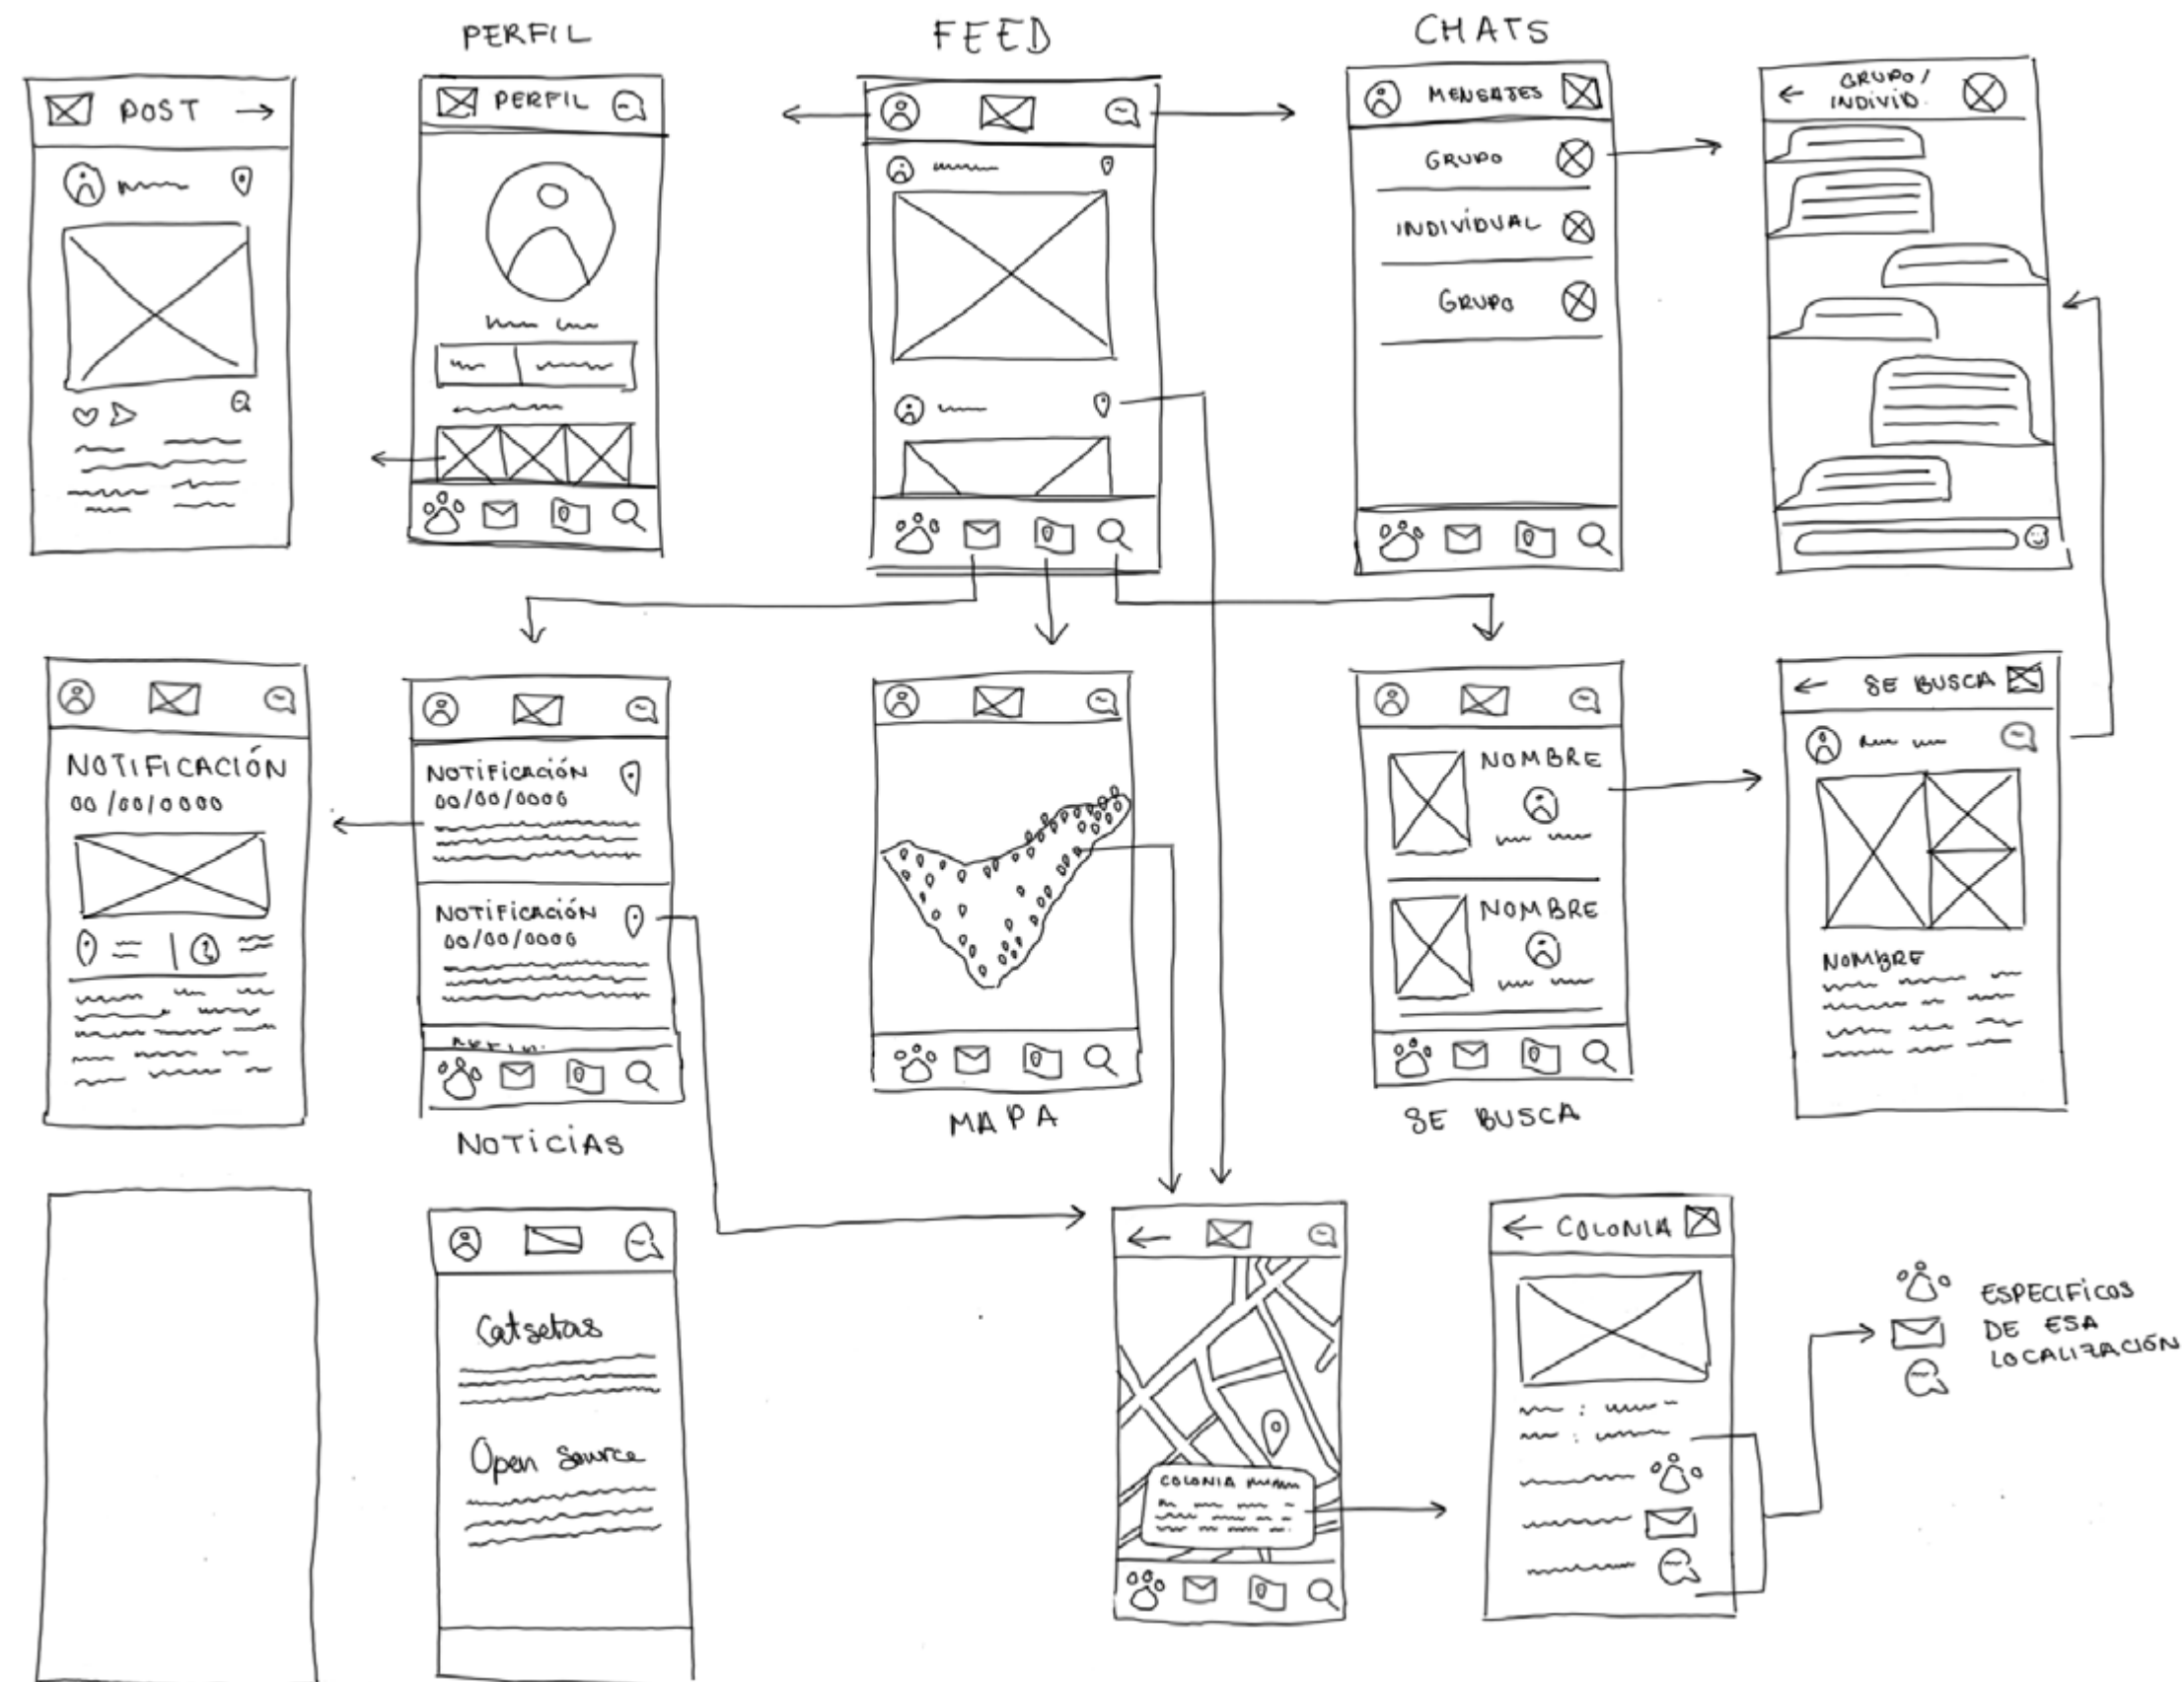 PERFIL
FEED
CHATS
POST
PERFIL
MENSAJES
GRUPO
INDIVIDUAL
GRUPO
GRUPO/
INDIVID.
NOTIFICACIÓN
00/00/0000
NOTIFICACIÓN
00/00/0000
NOTIFICACIÓN
00/00/0000
NOTICIAS
MAPA
NOMBRE
NOMBRE
SE BUSCA
SE BUSCA
NOMBRE
Catsetas
Open Source
COLONIA
COLONIA
ESPECIFICOS
DE ESA
LOCALIZACIÓN